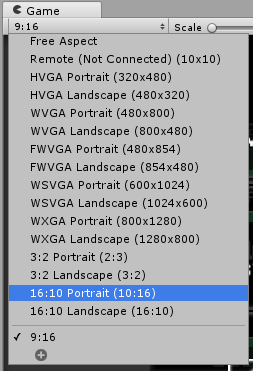 Game
9:16
Scale
Free Aspect
Remote (Not Connected) (10x10)
HVGA Portrait (320x480)
HVGA Landscape (480x320)
WVGA Portrait (480x800)
WVGA Landscape (800x480)
FWVGA Portrait (480x854)
FWVGA Landscape (854x480)
WSVGA Portrait (600x1024)
WSVGA Landscape (1024x600)
WXGA Portrait (800x1280)
WXGA Landscape (1280x800)
3:2 Portrait (2:3)
3:2 Landscape (3:2)
16:10 Portrait (10:16)
16:10 Landscape (16:10)
9:16